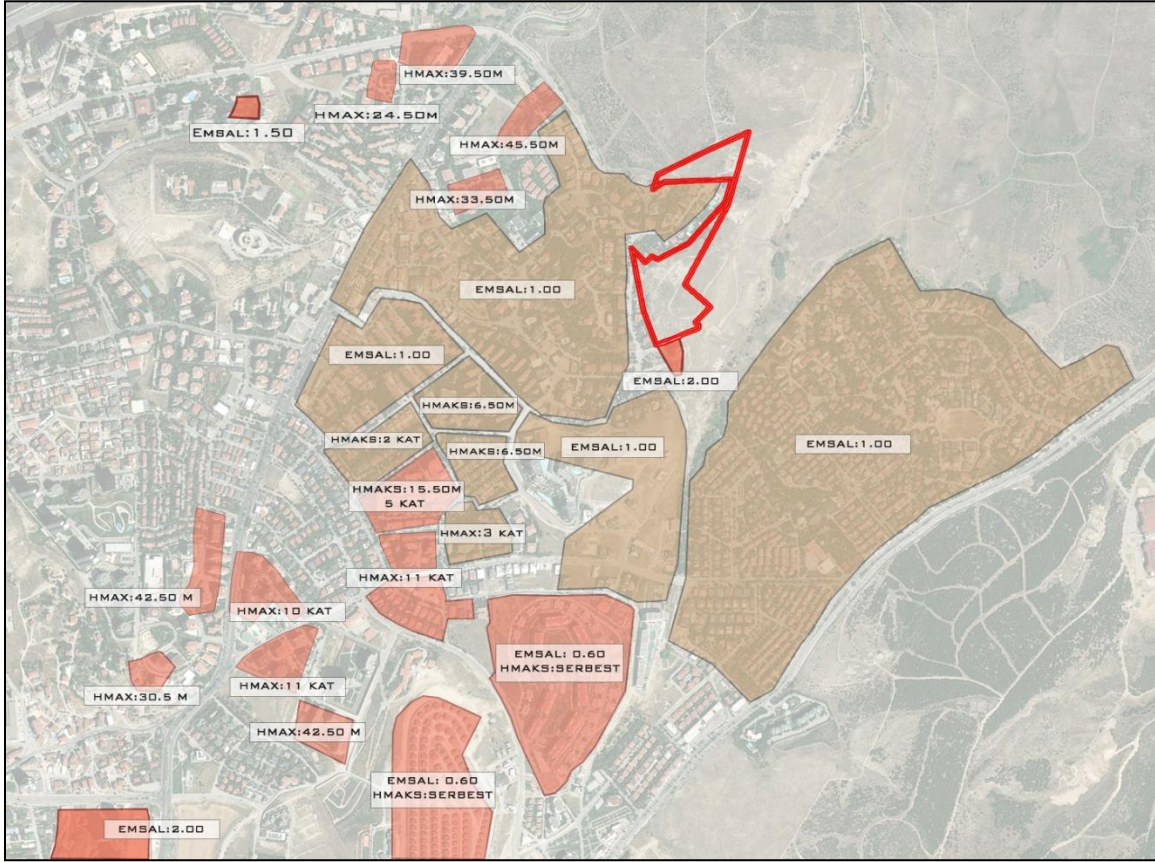 HMAX:39.50M
HMAX:24.50M
EMSAL:1.50
HMAX:45.50M
HMAX:33.50M
EMSAL:1.00
EMSAL:1.00
EMSAL:2.00
HMAKS:6.50M
HMAKS:2 KAT
HMAKS:6.50M
EMSAL:1.00
EMSAL:1.00
HMAKS:15.50M
5 KAT
HMAX:3 KAT
HMAX:11 KAT
HMAX:42.50 M
HMAX:10 KAT
EMSAL: 0.60
HMAKS:SERBEST
HMAX:11 KAT
HMAX:30.5 M
HMAX:42.50 M
EMSAL: 0.60
HMAKS:SERBEST
EMSAL:2.00